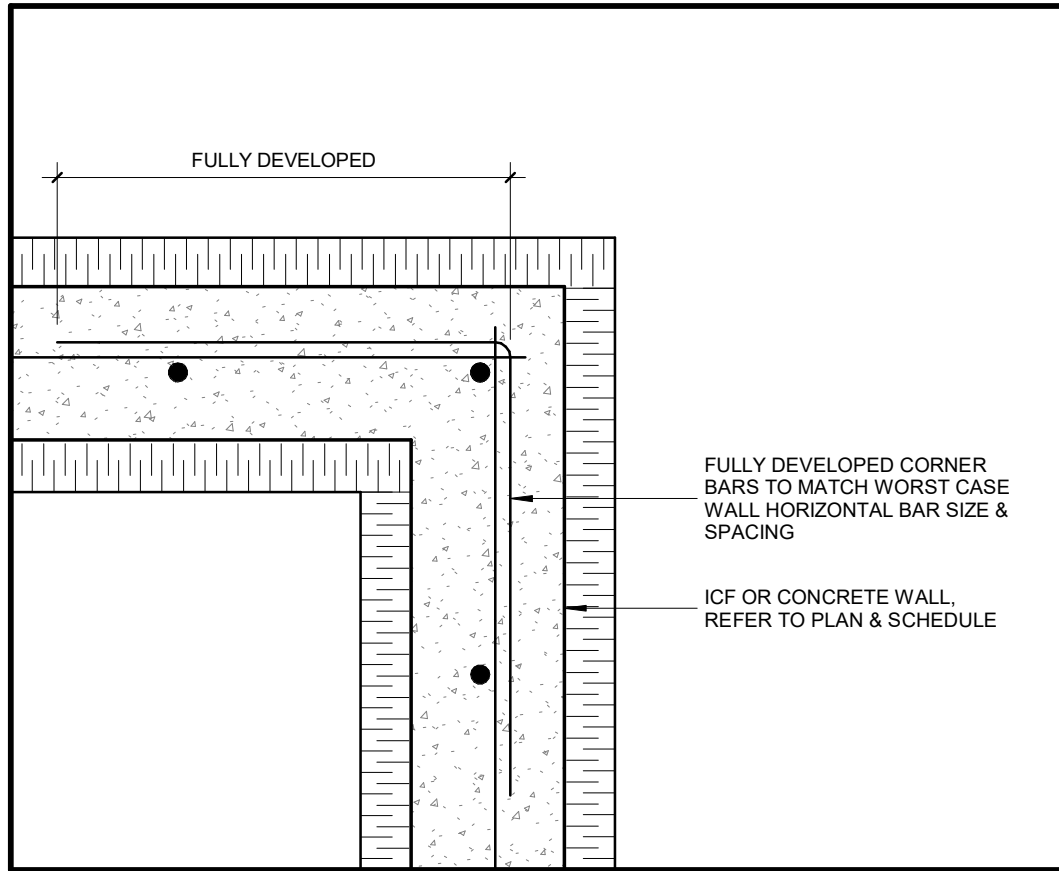 FULLY DEVELOPED
FULLY DEVELOPED CORNER
BARS TO MATCH WORST CASE
WALL HORIZONTAL BAR SIZE &
SPACING
ICF OR CONCRETE WALL,
REFER TO PLAN & SCHEDULE